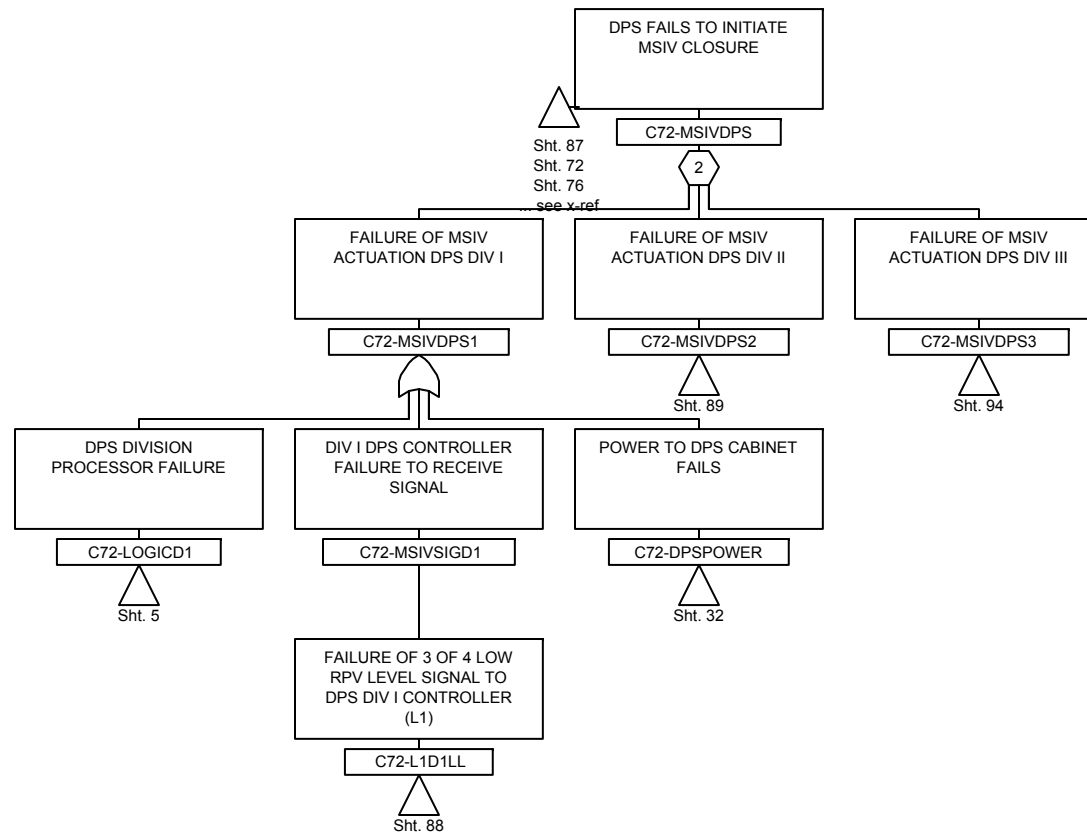 DPS FAILS TO INITIATE
MSIV CLOSURE
C72-MSIVDPS
Sht. 87
Sht. 72
Sht. 76
... see x-ref
2
FAILURE OF MSIV
ACTUATION DPS DIV I
C72-MSIVDPS1
FAILURE OF MSIV
ACTUATION DPS DIV II
C72-MSIVDPS2
Sht. 89
FAILURE OF MSIV
ACTUATION DPS DIV III
C72-MSIVDPS3
Sht. 94
DPS DIVISION
PROCESSOR FAILURE
C72-LOGICD1
Sht. 5
DIV I DPS CONTROLLER
FAILURE TO RECEIVE
SIGNAL
C72-MSIVSIGD1
POWER TO DPS CABINET
FAILS
C72-DPSPOWER
Sht. 32
FAILURE OF 3 OF 4 LOW
RPV LEVEL SIGNAL TO
DPS DIV I CONTROLLER
(L1)
C72-L1D1LL
Sht. 88